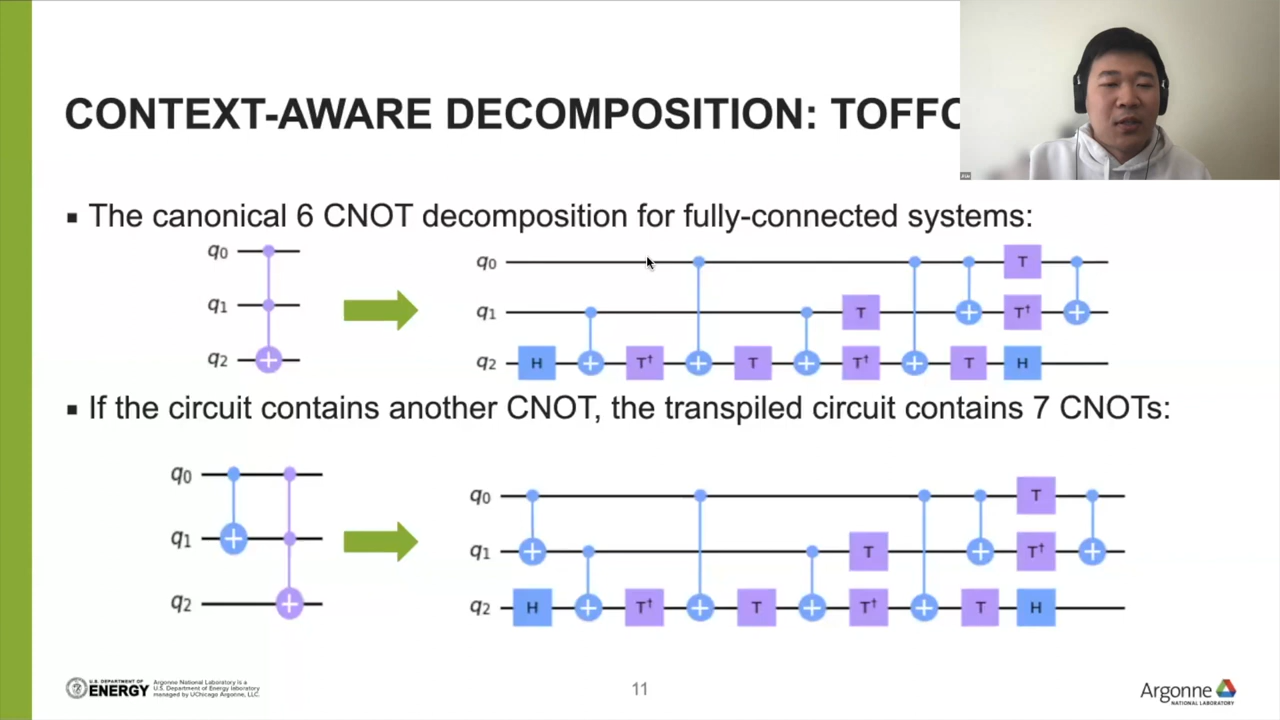 CONTEXT-AWARE DECOMPOSITION: TOFFO
▪ The canonical 6 CNOT decomposition for fully-connected systems:
q0
q1
q2
q0 T
q1 T T†
q2 H T† T T† T H
▪ If the circuit contains another CNOT, the transpiled circuit contains 7 CNOTs:
q0
q1
q2
q0 T
q1 T T†
q2 H T† T T† T H
U.S. DEPARTMENT OF
ENERGY
Argonne National Laboratory is a
U.S. Department of Energy laboratory
managed by UChicago Argonne, LLC.
11
Argonne
NATIONAL LABORATORY